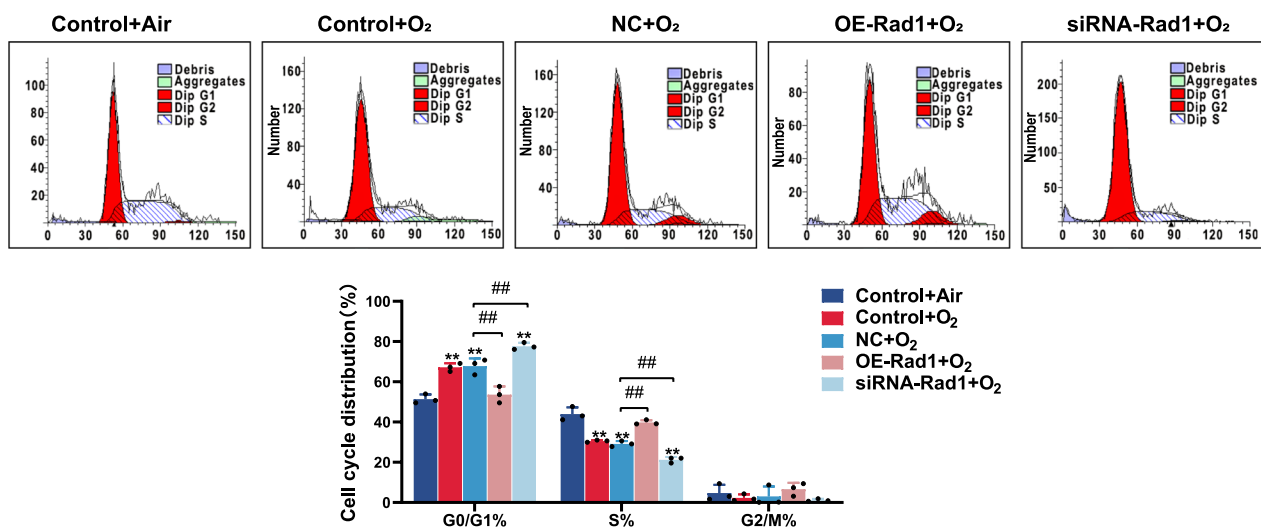 Control+Air
Control+O₂
NC+O₂
OE-Rad1+O₂
siRNA-Rad1+O₂
Debris
Aggregates
Dip G1
Dip G2
Dip S
100
80
60
40
20
0 30 60 90 120 150
Number
160
120
80
40
Debris
Aggregates
Dip G1
Dip G2
Dip S
0 30 60 90 120 150
Number
160
120
80
40
0
Debris
Aggregates
Dip G1
Dip G2
Dip S
0 30 60 90 120 150
Number
80
60
40
20
Debris
Aggregates
Dip G1
Dip G2
Dip S
0 30 60 90 120 150
Number
200
150
100
50
Debris
Aggregates
Dip G1
Dip G2
Dip S
0 30 60 90 120 150
Cell cycle distribution(%)
100
80
60
40
20
0
**
**
##
##
**
**
**
##
##
**
G0/G1%
S%
G2/M%
Control+Air
Control+O₂
NC+O₂
OE-Rad1+O₂
siRNA-Rad1+O₂